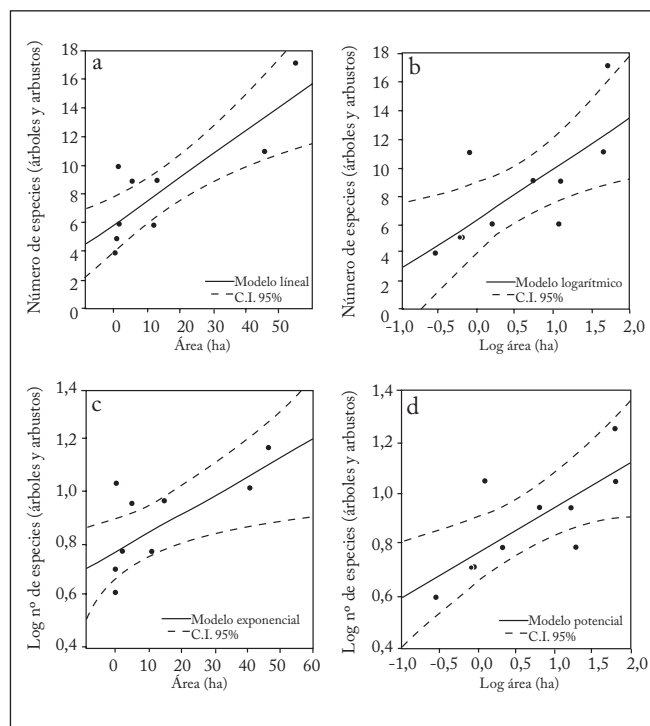 a
Número de especies (árboles y arbustos)
18
16
14
12
10
8
6
4
2
0
Modelo líneal
C.I. 95%
0 10 20 30 40 50
Área (ha)
b
Número de especies (árboles y arbustos)
18
16
14
12
10
8
6
4
2
0
Modelo logarítmico
C.I. 95%
-1,0 -0,5 0,0 0,5 1,0 1,5 2,0
Log área (ha)
c
Log nº de especies (árboles y arbustos)
1,4
1,2
1,0
0,8
0,6
0,4
Modelo exponencial
C.I. 95%
0 10 20 30 40 50 60
Área (ha)
d
Log nº de especies (árboles y arbustos)
1,4
1,2
1,0
0,8
0,6
0,4
Modelo potencial
C.I. 95%
-1,0 -0,5 0,0 0,5 1,0 1,5 2,0
Log área (ha)